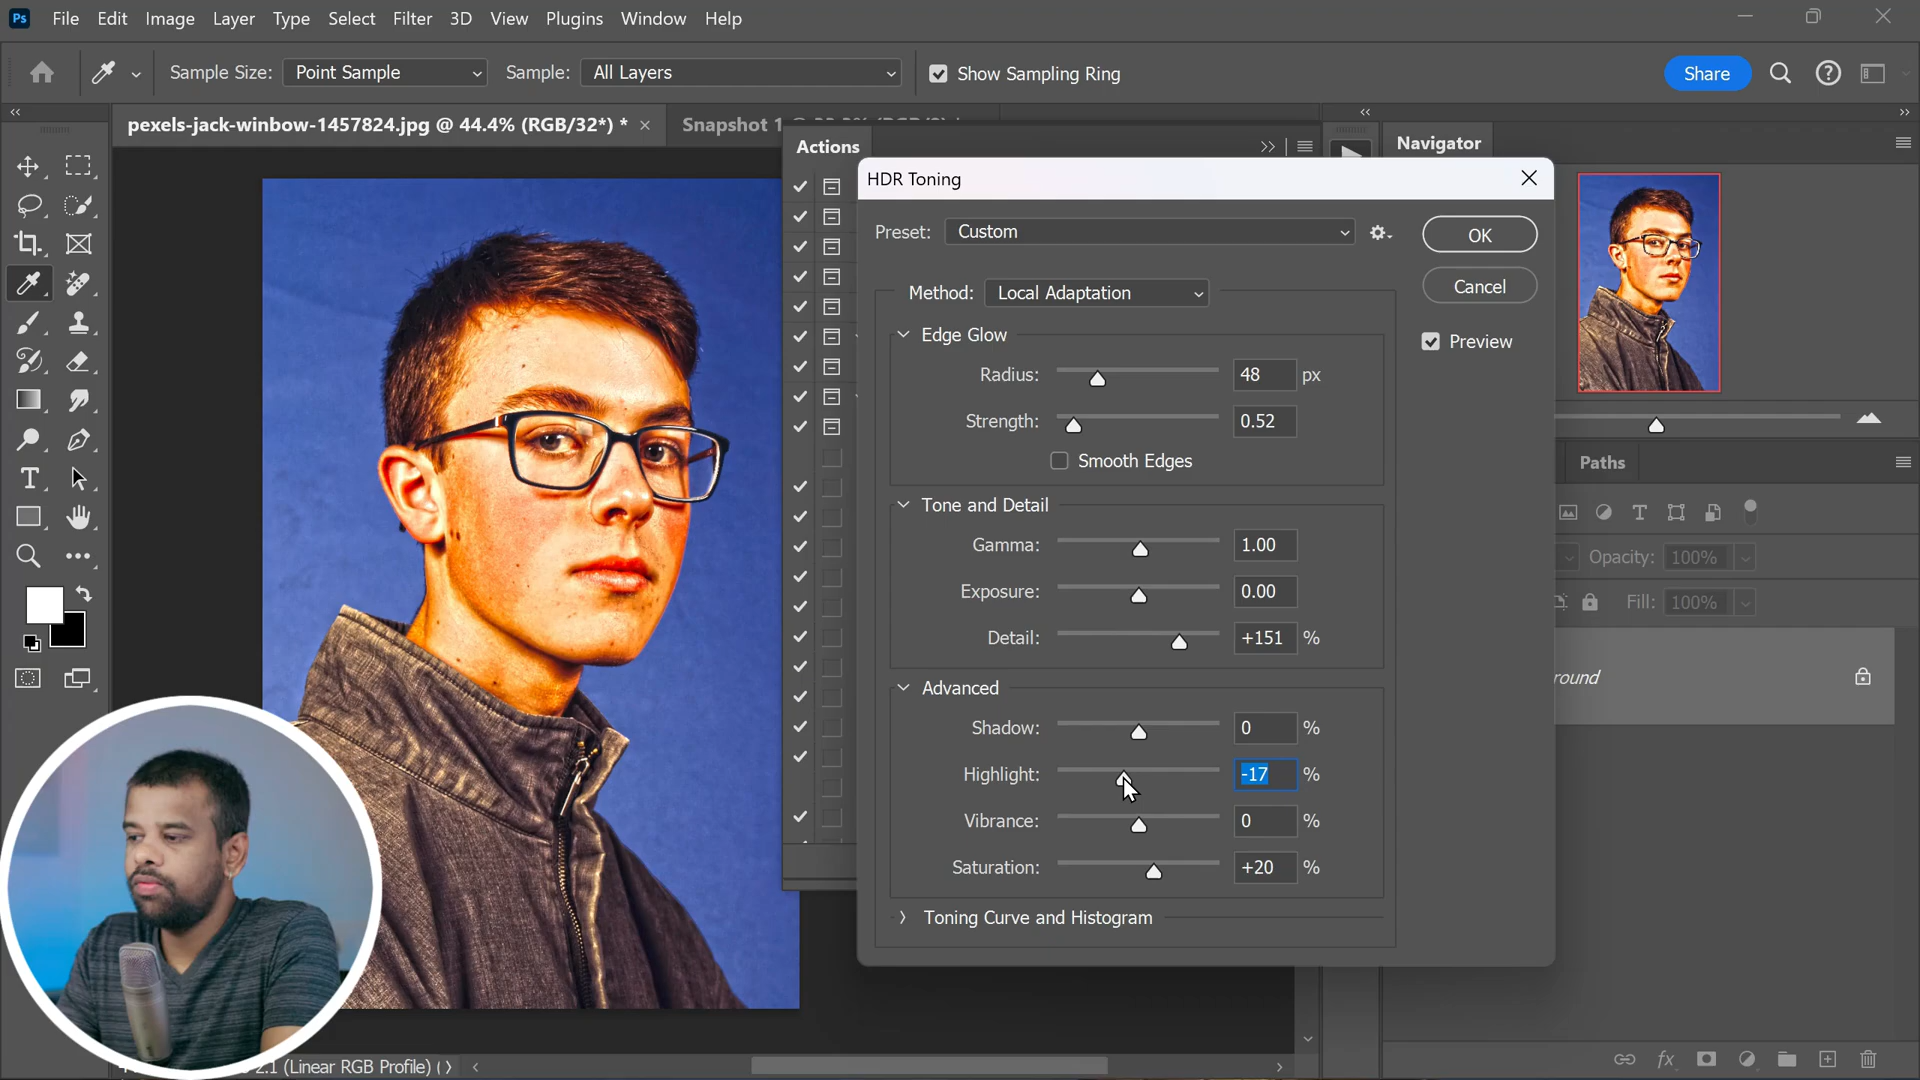 Ps File Edit Image Layer Type Select Filter 3D View Plugins Window Help
Sample Size: Point Sample Sample: All Layers Show Sampling Ring Share
pexels-jack-winbow-1457824.jpg @ 44.4% (RGB/32*) * Snapshot 1
Actions
Navigator
HDR Toning
Preset: Custom OK
Method: Local Adaptation Cancel
Edge Glow Preview
Radius: 48 px
Strength: 0.52
Smooth Edges
Paths
Tone and Detail
Gamma: 1.00 Opacity: 100%
Exposure: 0.00 Fill: 100%
Detail: +151 %
round
Advanced
Shadow: 0 %
Highlight: -17 %
Vibrance: 0 %
Saturation: +20 %
Toning Curve and Histogram
2.1 (Linear RGB Profile) ()
fx